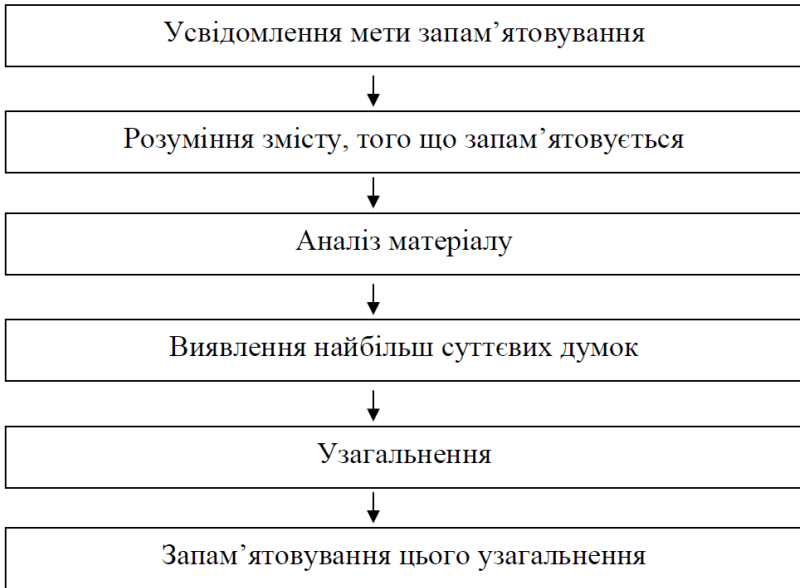 Усвідомлення мети запам’ятовування
Розуміння змісту, того що запам’ятовується
Аналіз матеріалу
Виявлення найбільш суттєвих думок
Узагальнення
Запам’ятовування цього узагальнення